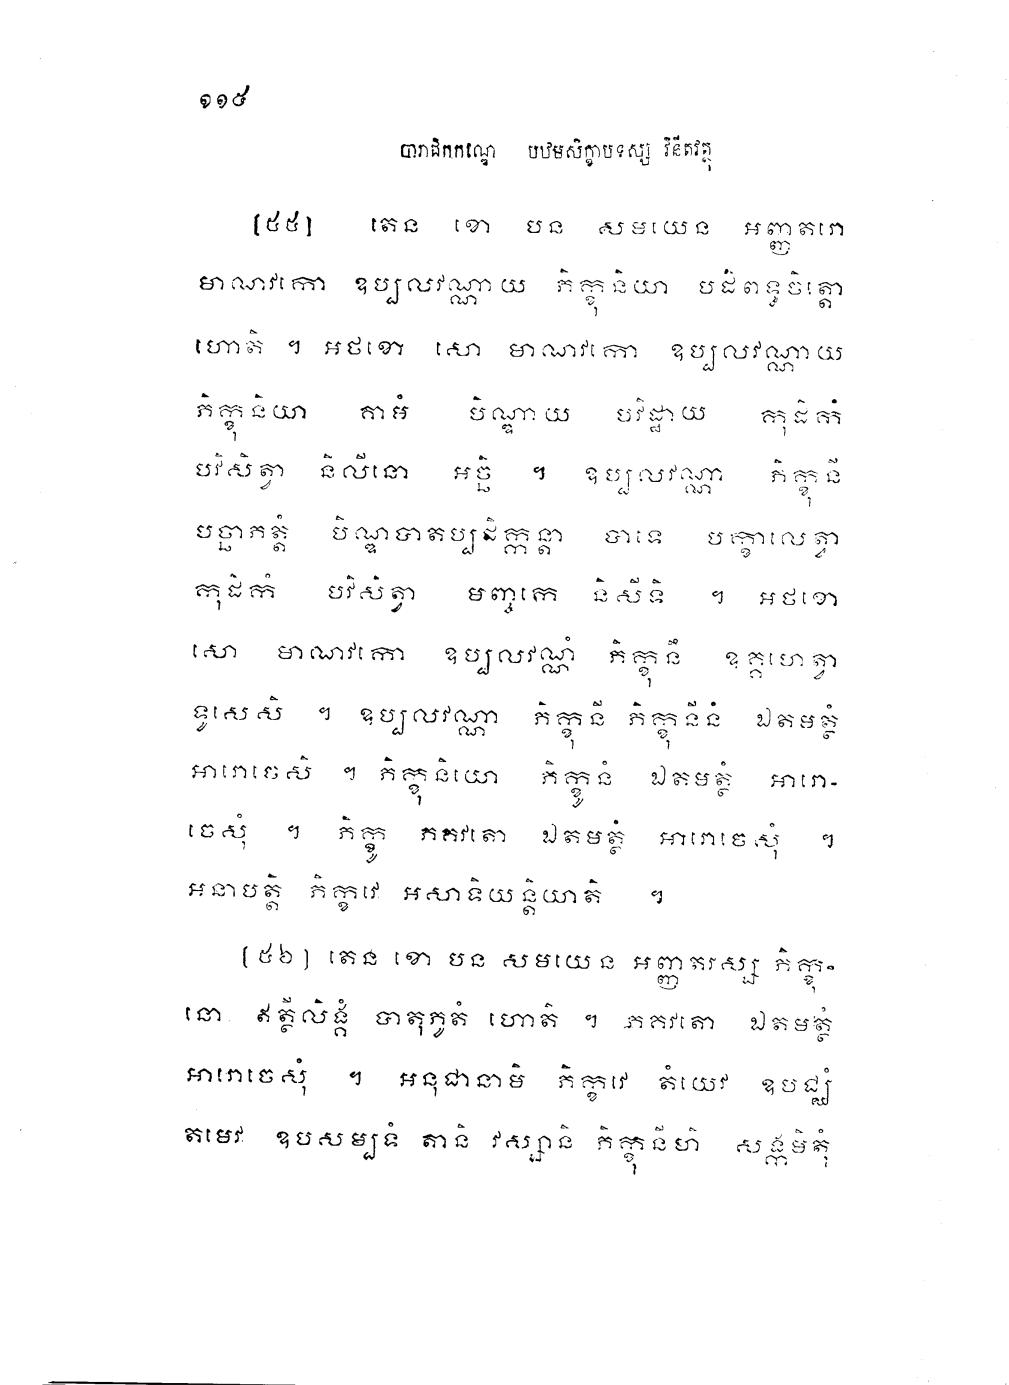 ១១៥
បារាជិកកណ្ឌេ បឋមសិក្ខាបទស្ស វិនីតវត្ថុ
[៥៥] តេន ខោ បន សមយេន អញ្ញតរោ
មាណវកោ ឧប្បលវណ្ណាយ ភិក្ខុនិយា បដិពទ្ធចិត្តោ
ហោតិ ។ អថខោ សោ មាណវកោ ឧប្បលវណ្ណាយ
ភិក្ខុនិយា គាមំ បិណ្ឌាយ បវិដ្ឋាយ កុដិកំ
បវិសិត្វា និលីនោ អច្ឆិ ។ ឧប្បលវណ្ណា ភិក្ខុនី
បច្ឆាភត្តំ បិណ្ឌបាតប្បដិក្កន្តា បាទេ បក្ខាលេត្វា
កុដិកំ បវិសិត្វា មញ្ចកេ និសីទិ ។ អថខោ
សោ មាណវកោ ឧប្បលវណ្ណំ ភិក្ខុនឹ ឧគ្គហេត្វា
ទូសេសិ ។ ឧប្បលវណ្ណា ភិក្ខុនី ភិក្ខុនីនំ ឯតមត្ថំ
អារោចេសិ ។ ភិក្ខុនិយោ ភិក្ខូនំ ឯតមត្ថំ អារោ-
ចេសុំ ។ ភិក្ខូ ភគវតោ ឯតមត្ថំ អារោចេសុំ ។
អនាបត្តិ ភិក្ខវេ អសាទិយន្តិយាតិ ។
[៥៦] តេន ខោ បន សមយេន អញ្ញតរស្ស ភិក្ខុ-
នោ ឥត្ថីលិង្គំ បាតុភូតំ ហោតិ ។ ភគវតោ ឯតមត្ថំ
អារោចេសុំ ។ អនុជានាមិ ភិក្ខវេ តំយេវ ឧបជ្ឈំ
តមេវ ឧបសម្បទំ តានិ វស្សានិ ភិក្ខុនីហិ សង្កមិតុំ